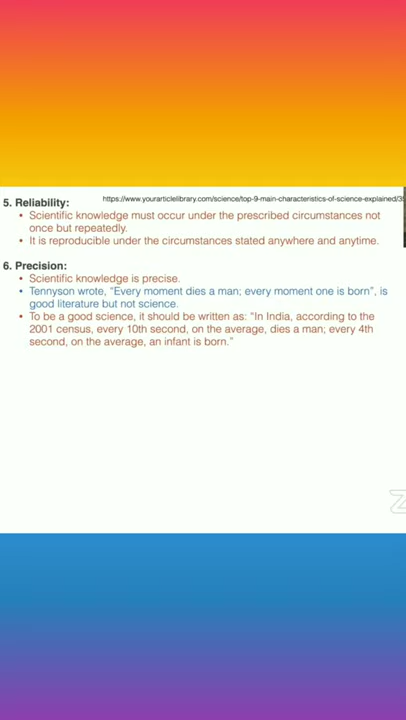 5. Reliability:
https://www.yourarticlelibrary.com/science/top-9-main-characteristics-of-science-explained/35
• Scientific knowledge must occur under the prescribed circumstances not
once but repeatedly.
• It is reproducible under the circumstances stated anywhere and anytime.
6. Precision:
• Scientific knowledge is precise.
• Tennyson wrote, “Every moment dies a man; every moment one is born”, is
good literature but not science.
• To be a good science, it should be written as: “In India, according to the
2001 census, every 10th second, on the average, dies a man; every 4th
second, on the average, an infant is born.”